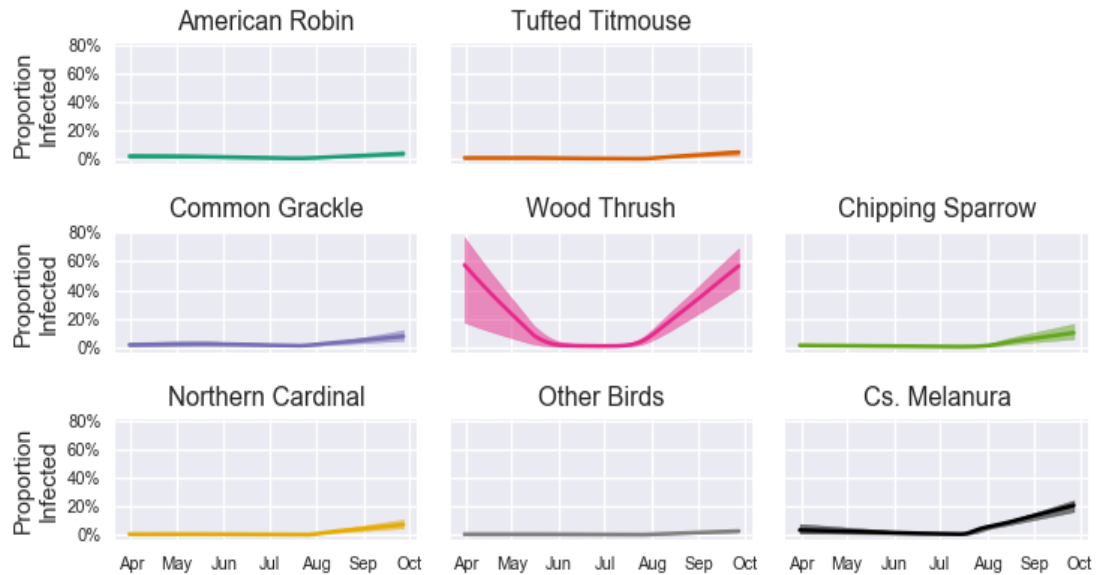 American Robin
Tufted Titmouse
Proportion
Infected
80%
60%
40%
20%
0%
Common Grackle
Wood Thrush
Chipping Sparrow
Proportion
Infected
80%
60%
40%
20%
0%
Northern Cardinal
Other Birds
Cs. Melanura
Proportion
Infected
80%
60%
40%
20%
0%
Apr May Jun Jul Aug Sep Oct
Apr May Jun Jul Aug Sep Oct
Apr May Jun Jul Aug Sep Oct